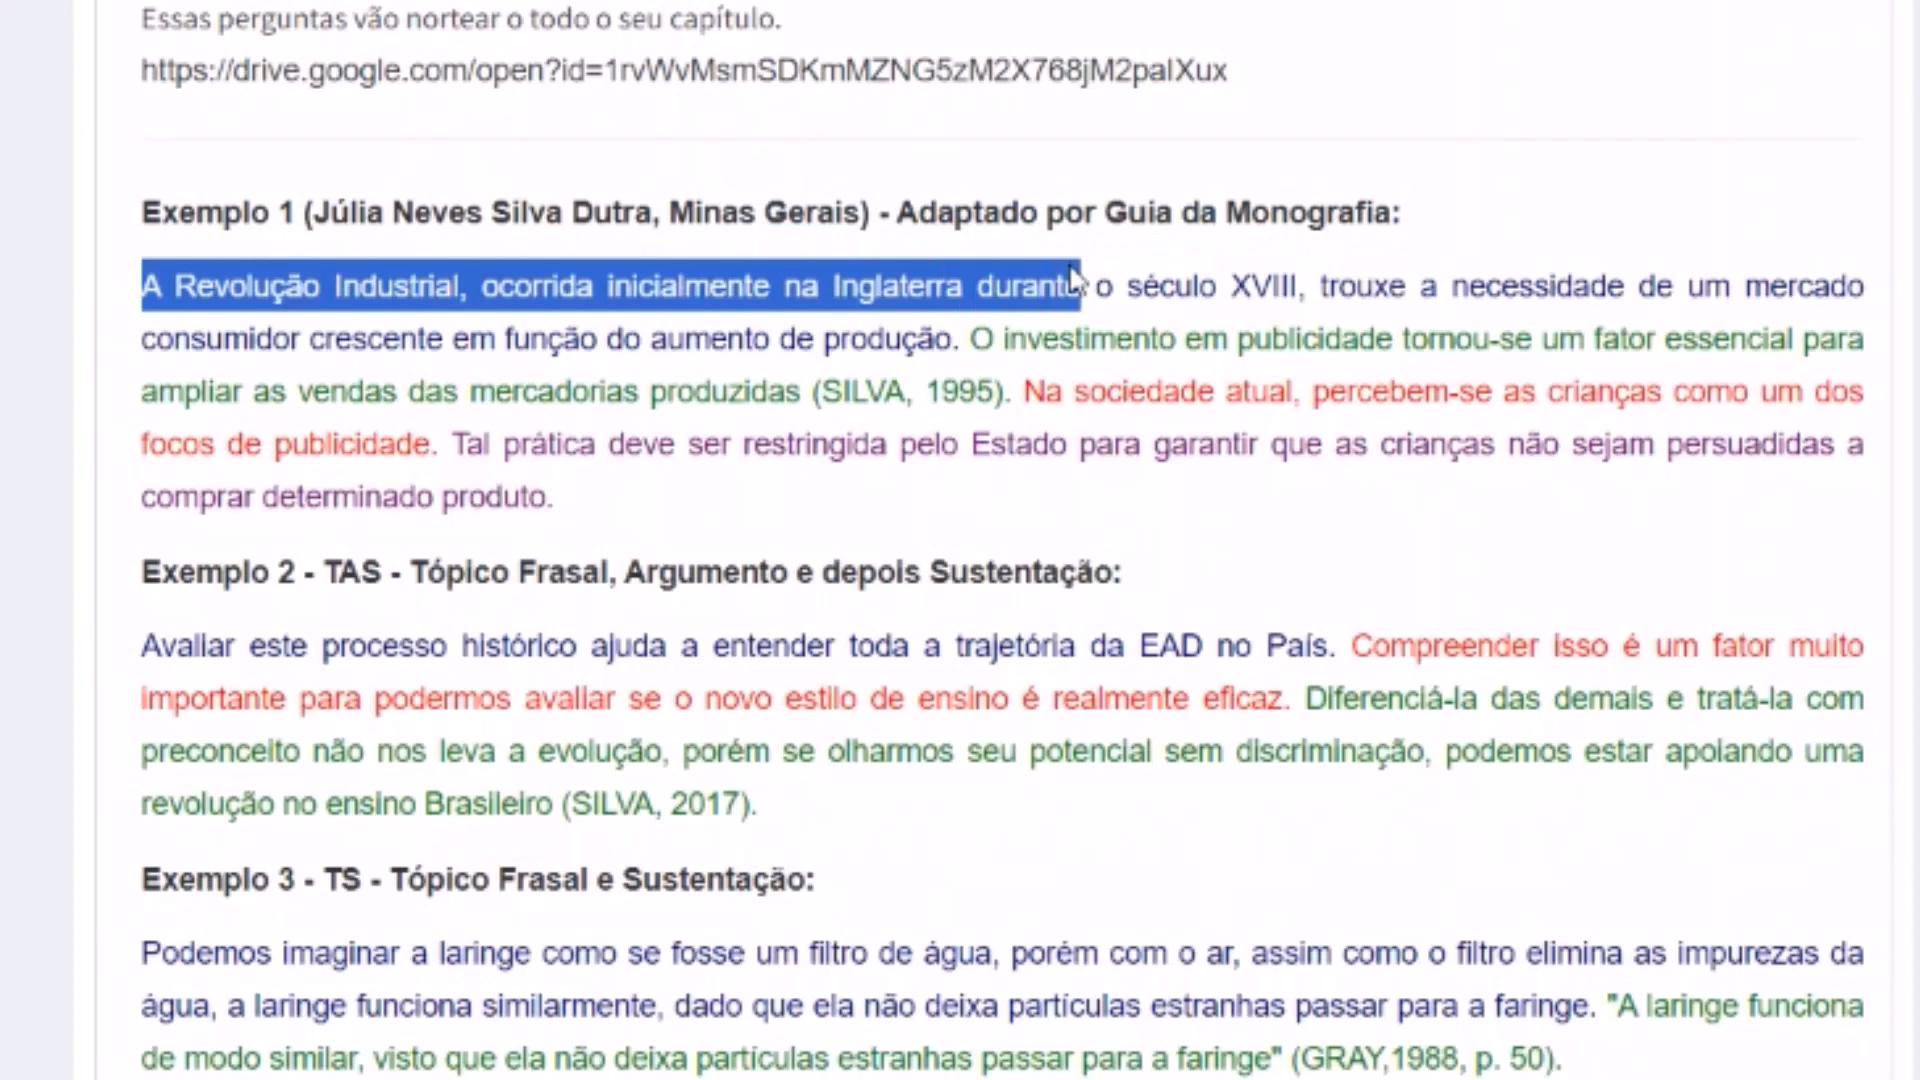 Essas perguntas vão nortear o todo o seu capítulo.
https://drive.google.com/open?id=1rvWvMsmSDKmMZNG5zM2X768jM2palXux
Exemplo 1 (Júlia Neves Silva Dutra, Minas Gerais) - Adaptado por Guia da Monografia:
A Revolução Industrial, ocorrida inicialmente na Inglaterra durante o século XVIII, trouxe a necessidade de um mercado
consumidor crescente em função do aumento de produção. O investimento em publicidade tornou-se um fator essencial para
ampliar as vendas das mercadorias produzidas (SILVA, 1995). Na sociedade atual, percebem-se as crianças como um dos
focos de publicidade. Tal prática deve ser restringida pelo Estado para garantir que as crianças não sejam persuadidas a
comprar determinado produto.
Exemplo 2 - TAS - Tópico Frasal, Argumento e depois Sustentação:
Avaliar este processo histórico ajuda a entender toda a trajetória da EAD no País. Compreender isso é um fator muito
importante para podermos avaliar se o novo estilo de ensino é realmente eficaz. Diferenciá-la das demais e tratá-la com
preconceito não nos leva a evolução, porém se olharmos seu potencial sem discriminação, podemos estar apoiando uma
revolução no ensino Brasileiro (SILVA, 2017).
Exemplo 3 - TS - Tópico Frasal e Sustentação:
Podemos imaginar a laringe como se fosse um filtro de água, porém com o ar, assim como o filtro elimina as impurezas da
água, a laringe funciona similarmente, dado que ela não deixa partículas estranhas passar para a faringe. "A laringe funciona
de modo similar, visto que ela não deixa partículas estranhas passar para a faringe" (GRAY,1988, p. 50).